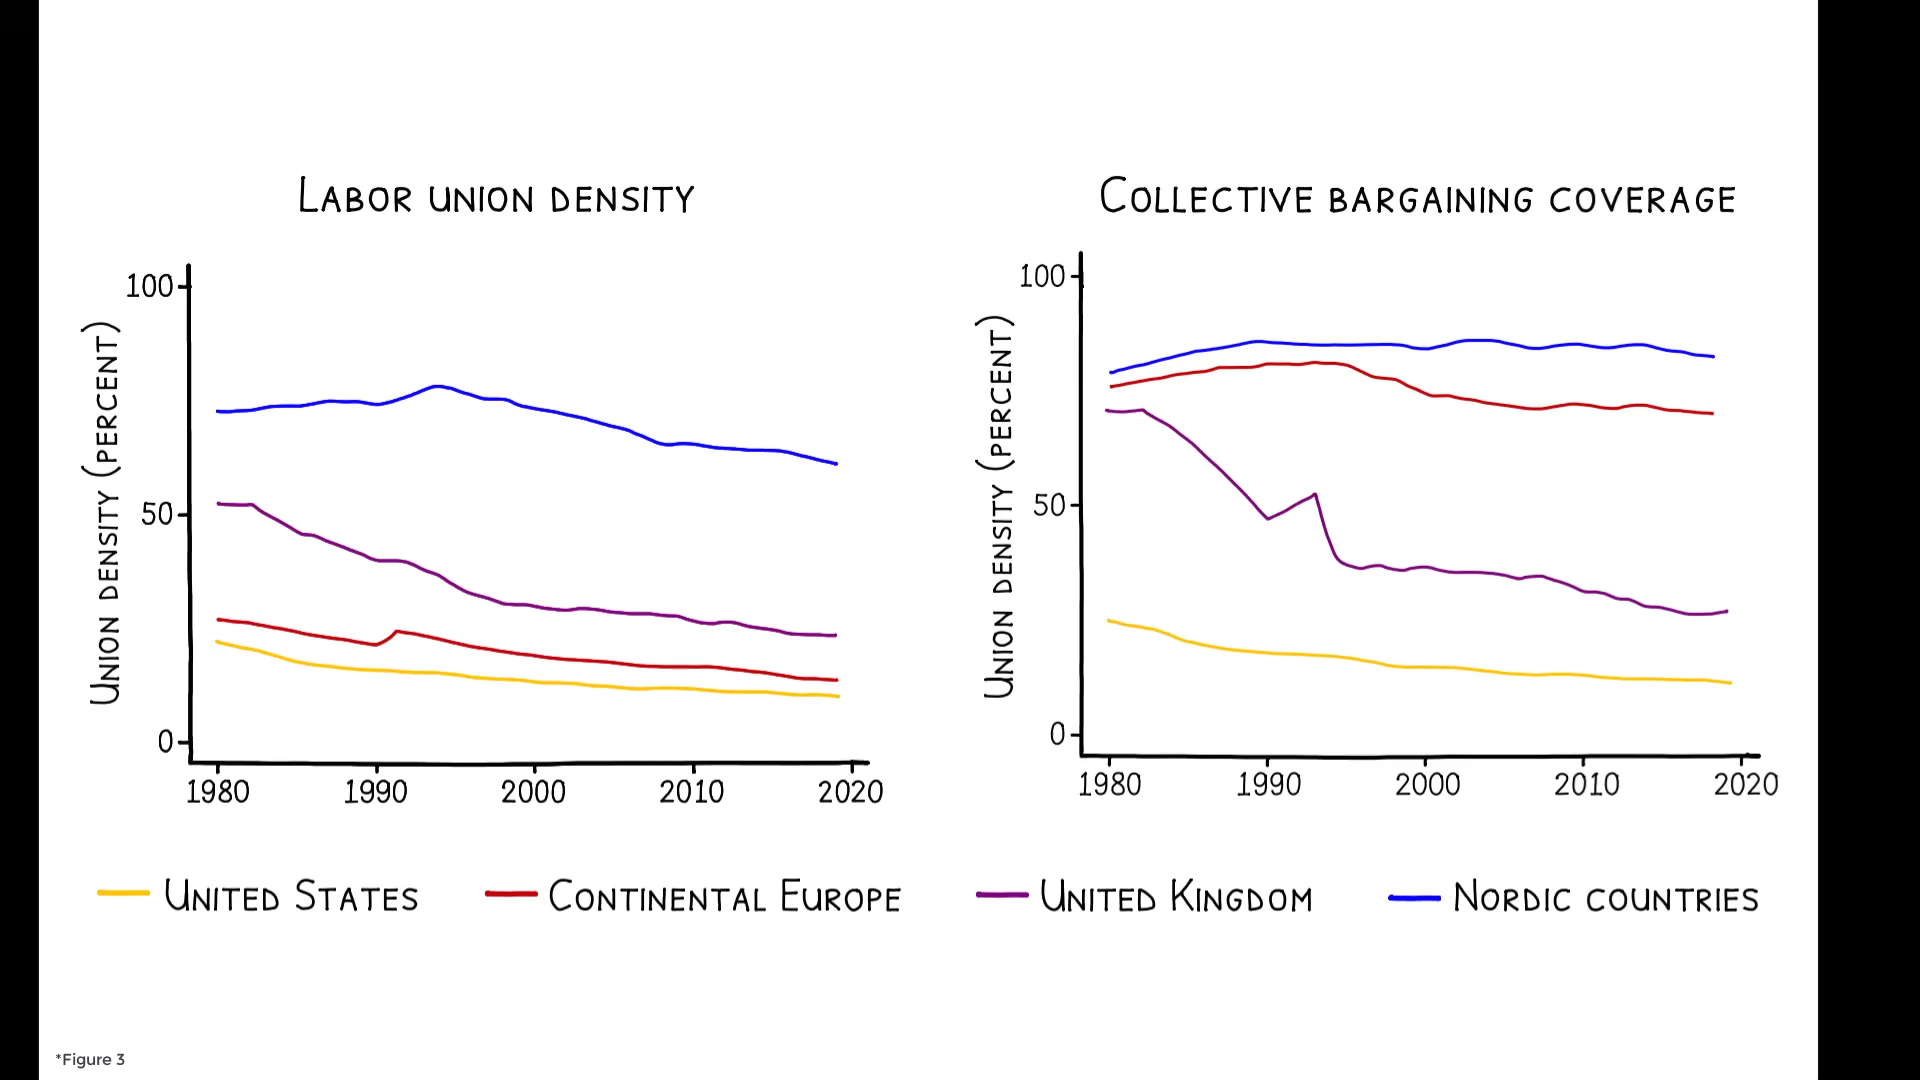 Labor union density
Union density (percent)
100
50
0
1980 1990 2000 2010 2020
Collective bargaining coverage
Union density (percent)
100
50
0
1980 1990 2000 2010 2020
United States Continental Europe United Kingdom Nordic countries
*Figure 3